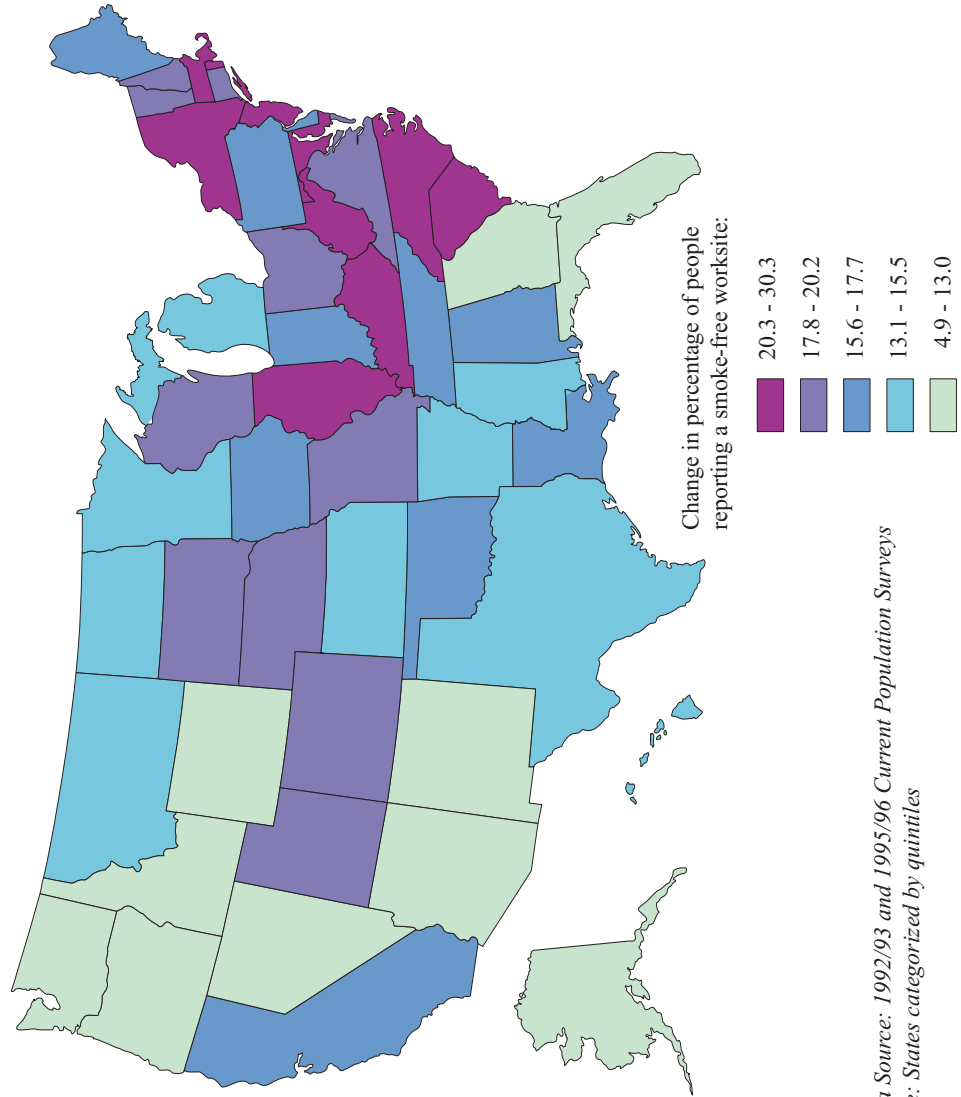 Change in percentage of people
reporting a smoke-free worksite:
20.3 - 30.3
17.8 - 20.2
15.6 - 17.7
13.1 - 15.5
4.9 - 13.0
Source: 1992/93 and 1995/96 Current Population Surveys
States categorized by quintiles